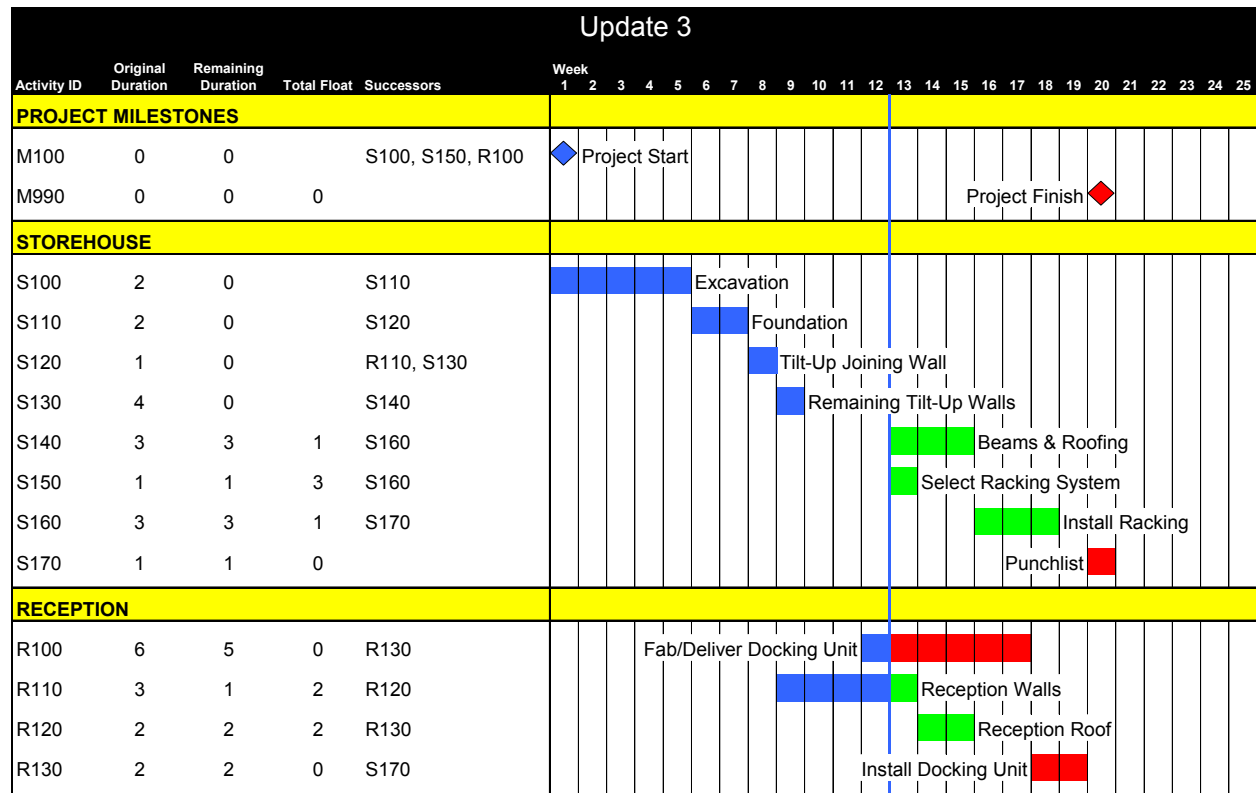 Update 3
Activity ID Original Duration Remaining Duration Total Float Successors Week
1 2 3 4 5 6 7 8 9 10 11 12 13 14 15 16 17 18 19 20 21 22 23 24 25
PROJECT MILESTONES
M100 0 0 S100, S150, R100 Project Start
M990 0 0 0 Project Finish
STOREHOUSE
S100 2 0 S110 Excavation
S110 2 0 S120 Foundation
S120 1 0 R110, S130 Tilt-Up Joining Wall
S130 4 0 S140 Remaining Tilt-Up Walls
S140 3 3 1 S160 Beams & Roofing
S150 1 1 3 S160 Select Racking System
S160 3 3 1 S170 Install Racking
S170 1 1 0 Punchlist
RECEPTION
R100 6 5 0 R130 Fab/Deliver Docking Unit
R110 3 1 2 R120 Reception Walls
R120 2 2 2 R130 Reception Roof
R130 2 2 0 S170 Install Docking Unit